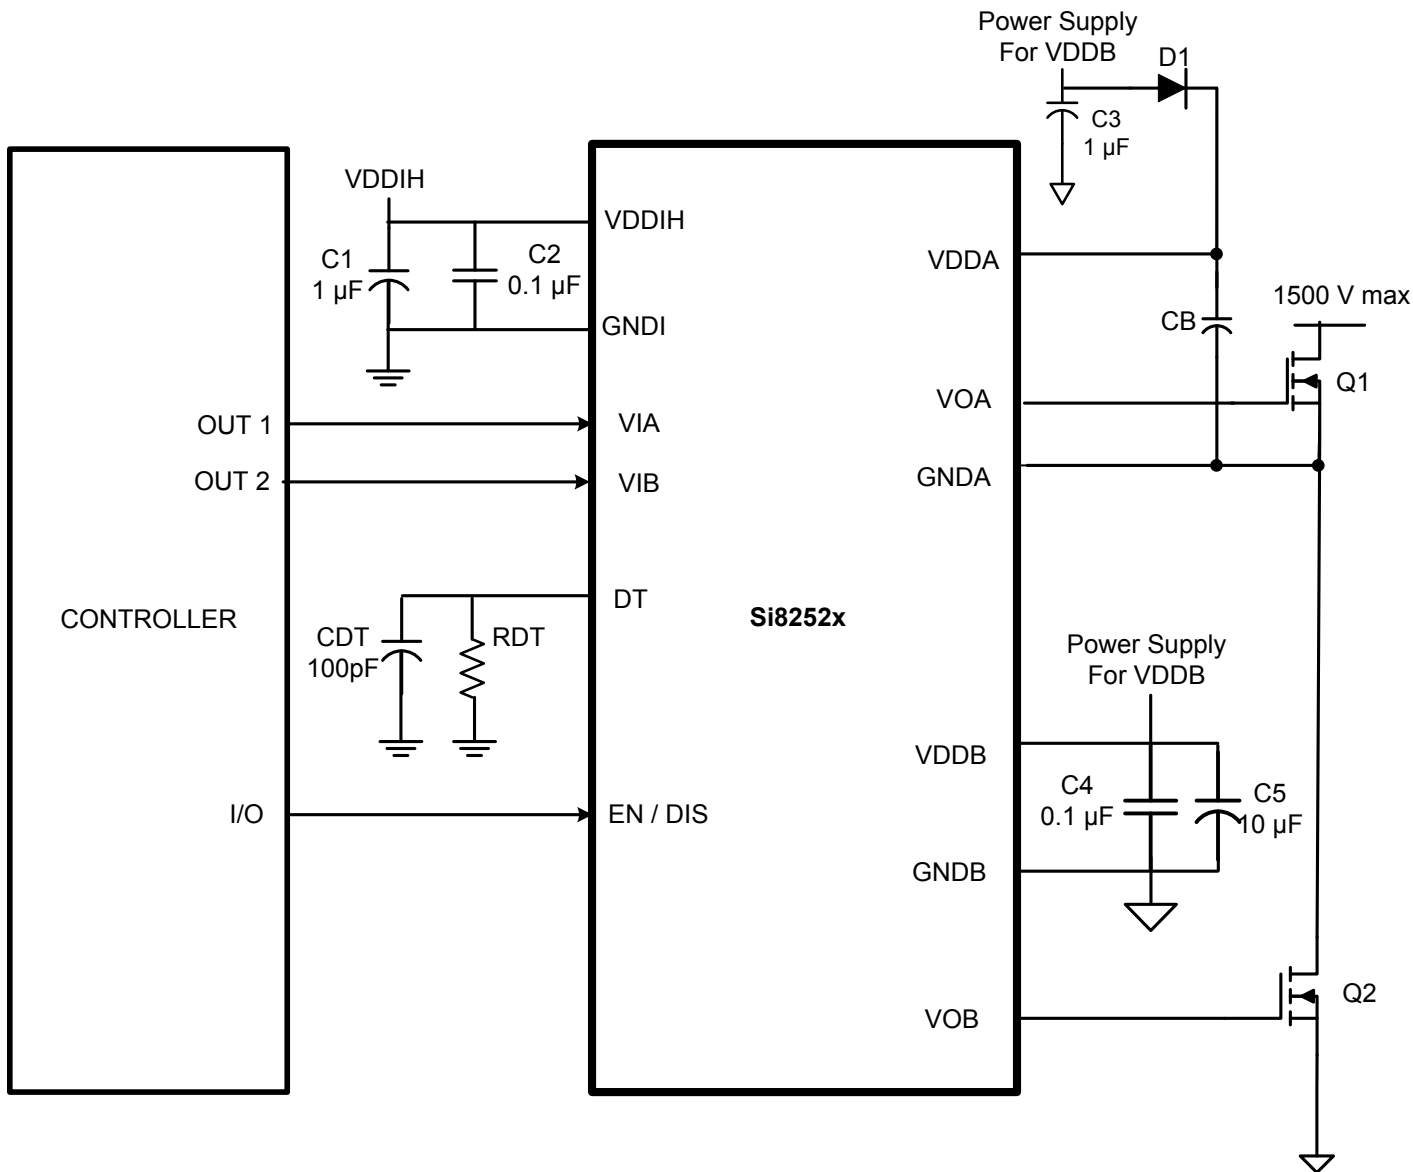 Power Supply
For VDDB
D1
C3
1 µF
VDDIH
VDDIH
C1
1 µF
C2
0.1 µF
GNDI
VDDA
1500 V max
CB
Q1
VOA
OUT 1
VIA
GNDA
OUT 2
VIB
DT
CONTROLLER
Si8252x
CDT
100pF
RDT
Power Supply
For VDDB
VDDB
C4
0.1 µF
C5
10 µF
I/O
EN / DIS
GNDB
VOB
Q2